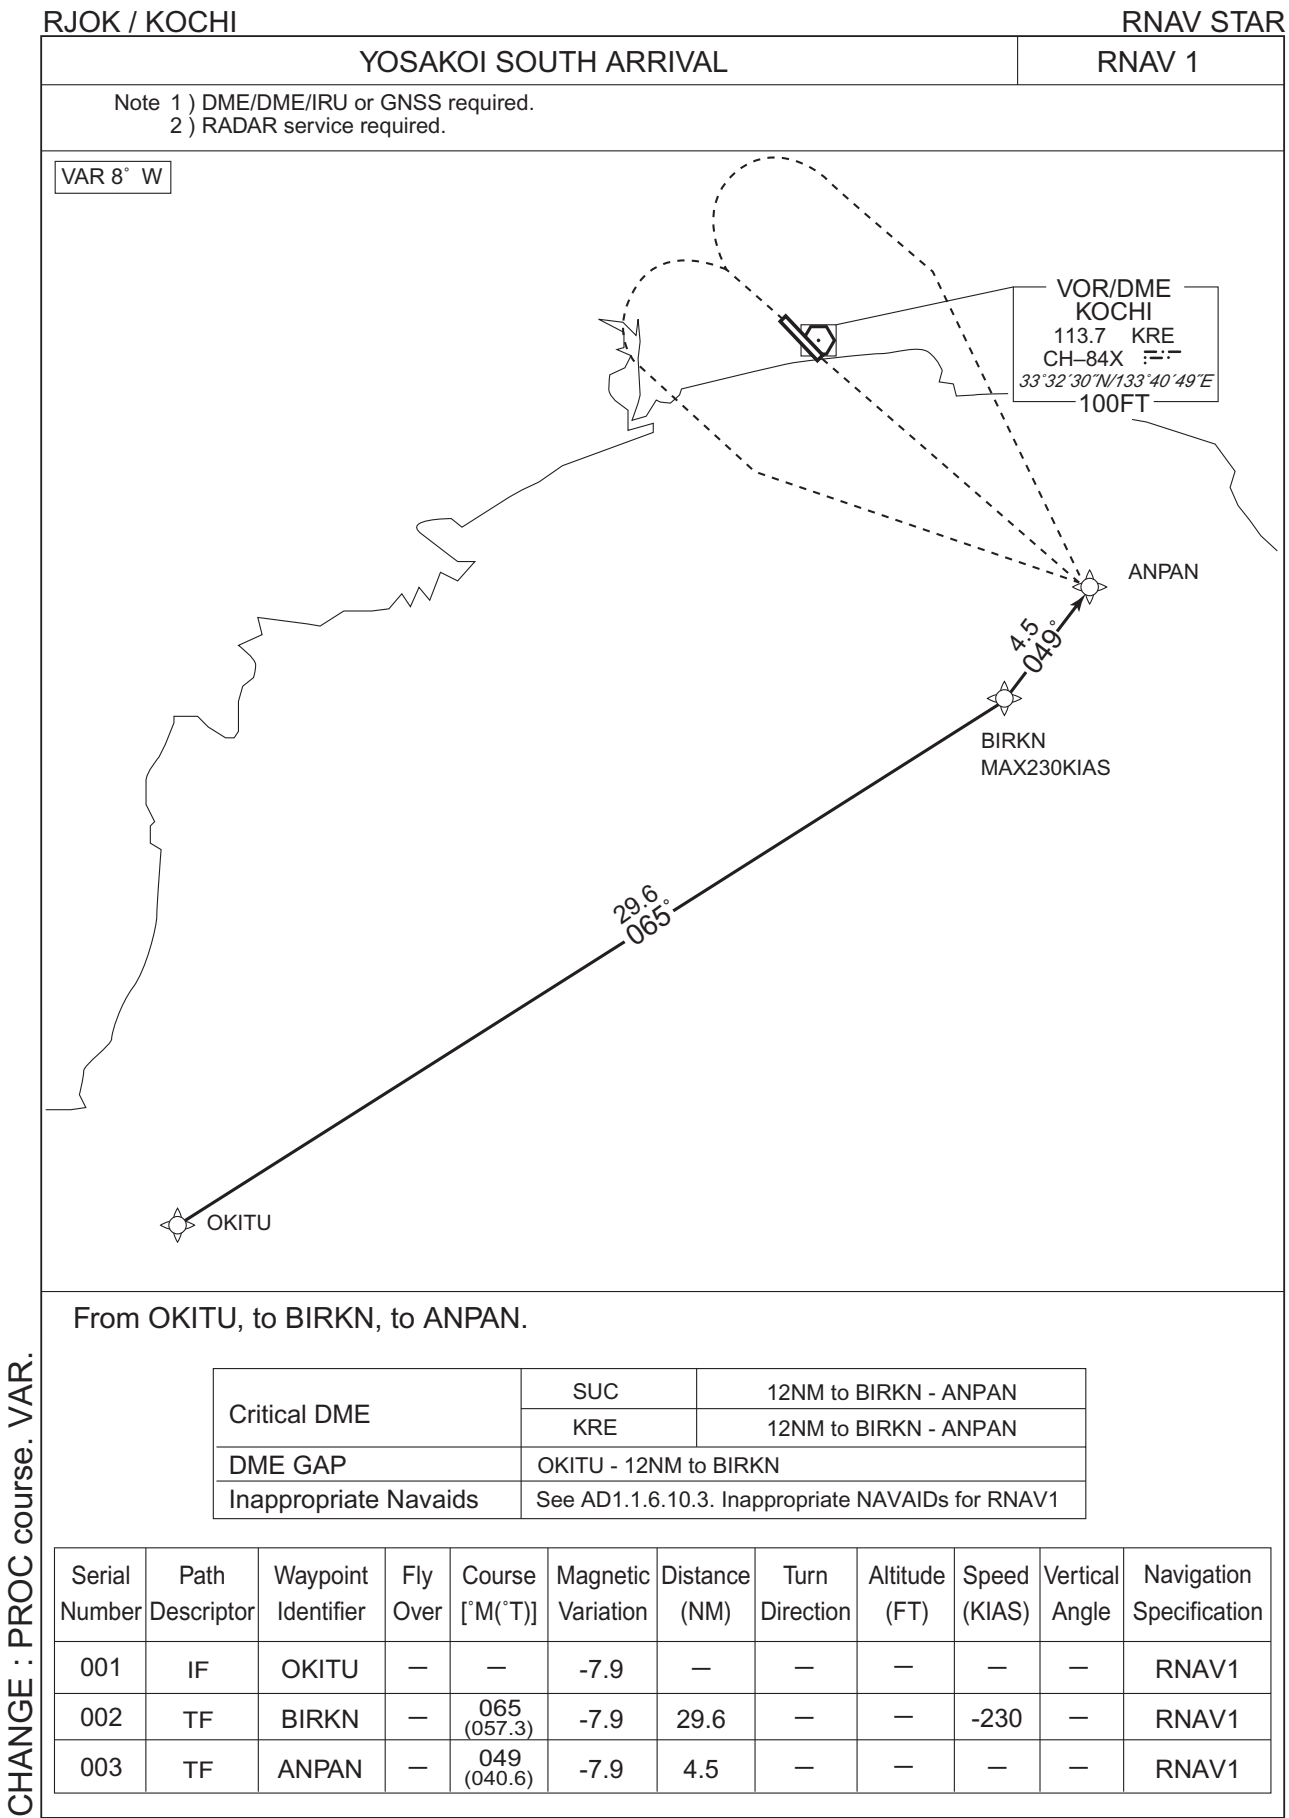 RJOK / KOCHI
RNAV STAR
YOSAKOI SOUTH ARRIVAL
RNAV 1
Note 1 ) DME/DME/IRU or GNSS required.
2 ) RADAR service required.
VAR 8˚ W
VOR/DME
KOCHI
113.7 KRE
CH–84X
33˚32´30˝N/133˚40´49˝E
100FT
ANPAN
4.5
049˚
BIRKN
MAX230KIAS
29.6
065˚
OKITU
From OKITU, to BIRKN, to ANPAN.
Critical DME
SUC 12NM to BIRKN - ANPAN
KRE 12NM to BIRKN - ANPAN
DME GAP OKITU - 12NM to BIRKN
Inappropriate Navaids See AD1.1.6.10.3. Inappropriate NAVAIDs for RNAV1
Serial Path Waypoint Fly Course Magnetic Distance Turn Altitude Speed Vertical Navigation
Number Descriptor Identifier Over [˚M(˚T)] Variation (NM) Direction (FT) (KIAS) Angle Specification
001 IF OKITU – – -7.9 – – – – – RNAV1
002 TF BIRKN – 065 (057.3) -7.9 29.6 – – -230 – RNAV1
003 TF ANPAN – 049 (040.6) -7.9 4.5 – – – – RNAV1
CHANGE : PROC course. VAR.